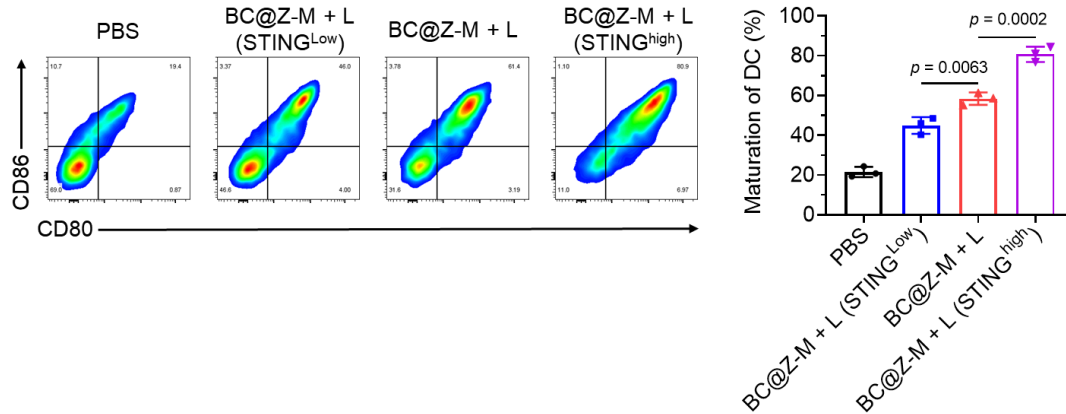 PBS
BC@Z-M + L
(STING^Low)
BC@Z-M + L
BC@Z-M + L
(STING^high)
10.7
19.4
69.0
0.87
3.37
46.0
46.6
4.00
3.78
61.4
31.6
3.19
1.10
80.9
11.0
6.97
CD86
CD80
Maturation of DC (%)
100
80
60
40
20
0
p = 0.0002
p = 0.0063
PBS
BC@Z-M + L (STING^Low)
BC@Z-M + L
BC@Z-M + L (STING^high)